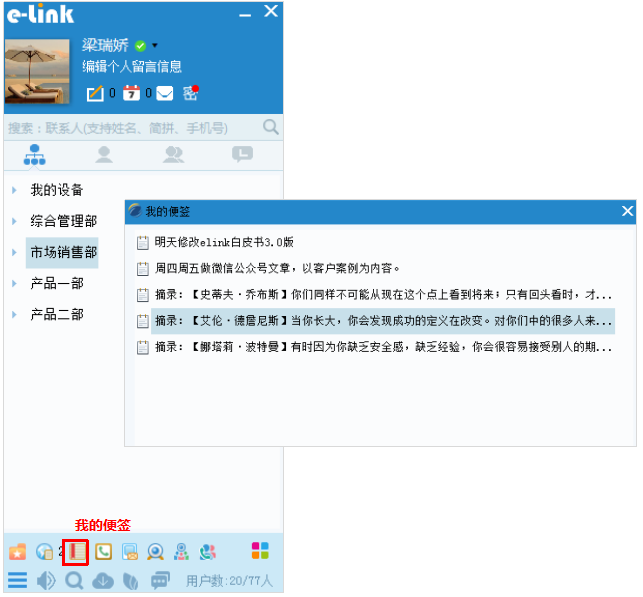 e-link
梁瑞娇
编辑个人留言信息
0 7 0
搜索：联系人(支持姓名、简拼、手机号)
我的设备
综合管理部
市场销售部
产品一部
产品二部
我的便签
明天修改elink白皮书3.0版
周四周五做微信公众号文章，以客户案例为内容。
摘录：【史蒂夫·乔布斯】你们同样不可能从现在这个点上看到将来；只有回头看时，才...
摘录：【艾伦·德詹尼斯】当你长大，你会发现成功的定义在改变。对你们中的很多人来...
摘录：【娜塔莉·波特曼】有时因为你缺乏安全感，缺乏经验，你会很容易接受别人的期...
我的便签
2
用户数:20/77人